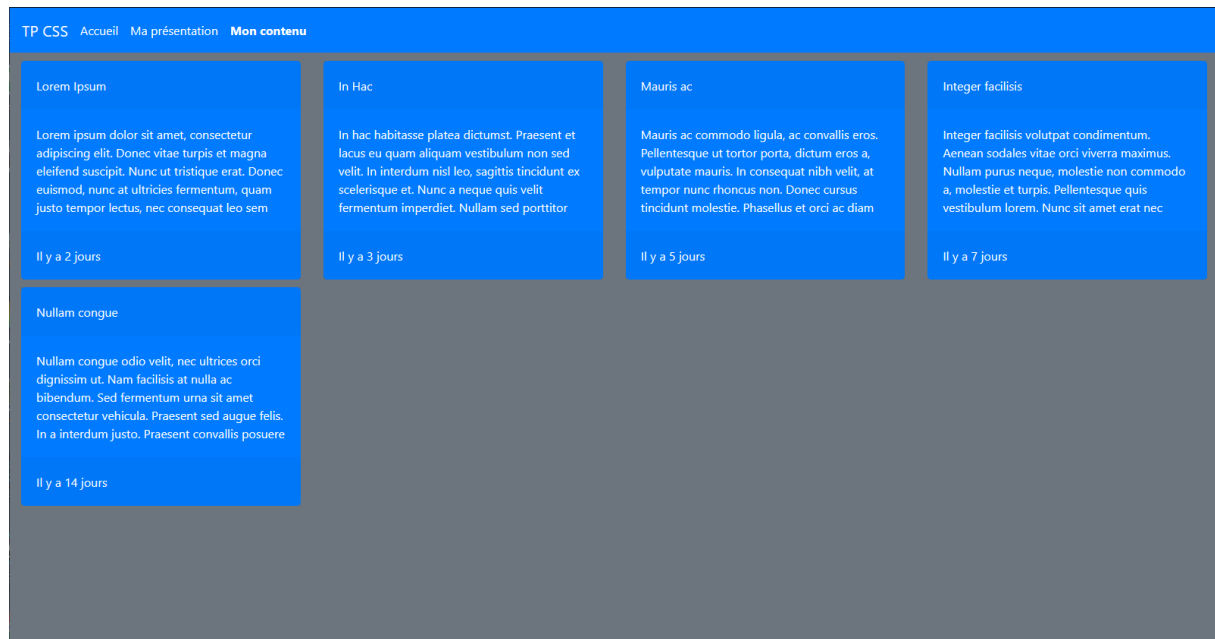 TP CSS Accueil Ma présentation Mon contenu
Lorem Ipsum
Lorem ipsum dolor sit amet, consectetur
adipiscing elit. Donec vitae turpis et magna
eleifend suscipit. Nunc ut tristique erat. Donec
euismod, nunc at ultricies fermentum, quam
justo tempor lectus, nec consequat leo sem
Il y a 2 jours
In Hac
In hac habitasse platea dictumst. Praesent et
lacus eu quam aliquam vestibulum non sed
velit. In interdum nisl leo, sagittis tincidunt ex
scelerisque et. Nunc a neque quis velit
fermentum imperdiet. Nullam sed porttitor
Il y a 3 jours
Mauris ac
Mauris ac commodo ligula, ac convallis eros.
Pellentesque ut tortor porta, dictum eros a,
vulputate mauris. In consequat nibh velit, at
tempor nunc rhoncus non. Donec cursus
tincidunt molestie. Phasellus et orci ac diam
Il y a 5 jours
Integer facilisis
Integer facilisis volutpat condimentum.
Aenean sodales vitae orci viverra maximus.
Nullam purus neque, molestie non commodo
a, molestie et turpis. Pellentesque quis
vestibulum lorem. Nunc sit amet erat nec
Il y a 7 jours
Nullam congue
Nullam congue odio velit, nec ultrices orci
dignissim ut. Nam facilisis at nulla ac
bibendum. Sed fermentum urna sit amet
consectetur vehicula. Praesent sed augue felis.
In a interdum justo. Praesent convallis posuere
Il y a 14 jours